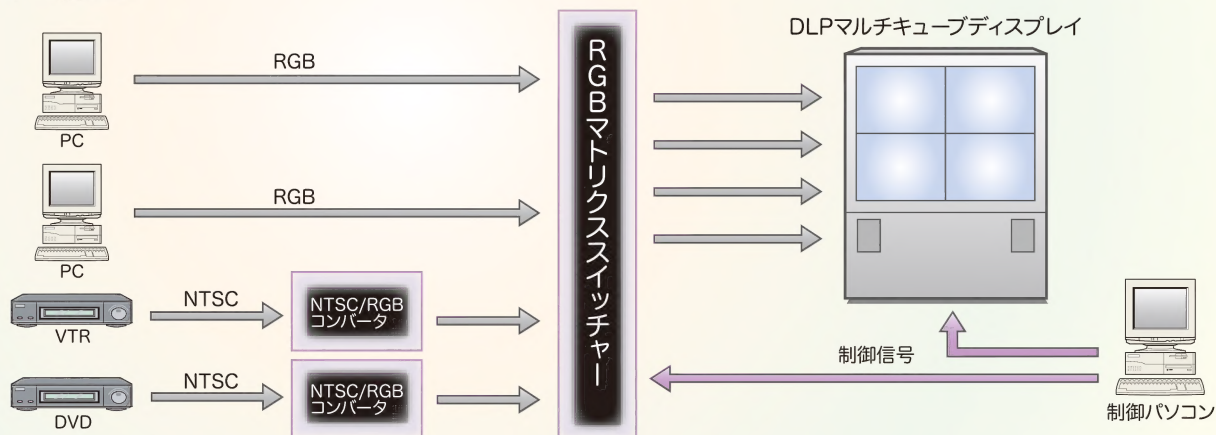 DLPマルチキューブディスプレイ
RGB
PC
RGB
PC
NTSC
NTSC/RGB
コンバータ
VTR
NTSC
NTSC/RGB
コンバータ
DVD
RGBマトリクススイッチャー
制御信号
制御パソコン